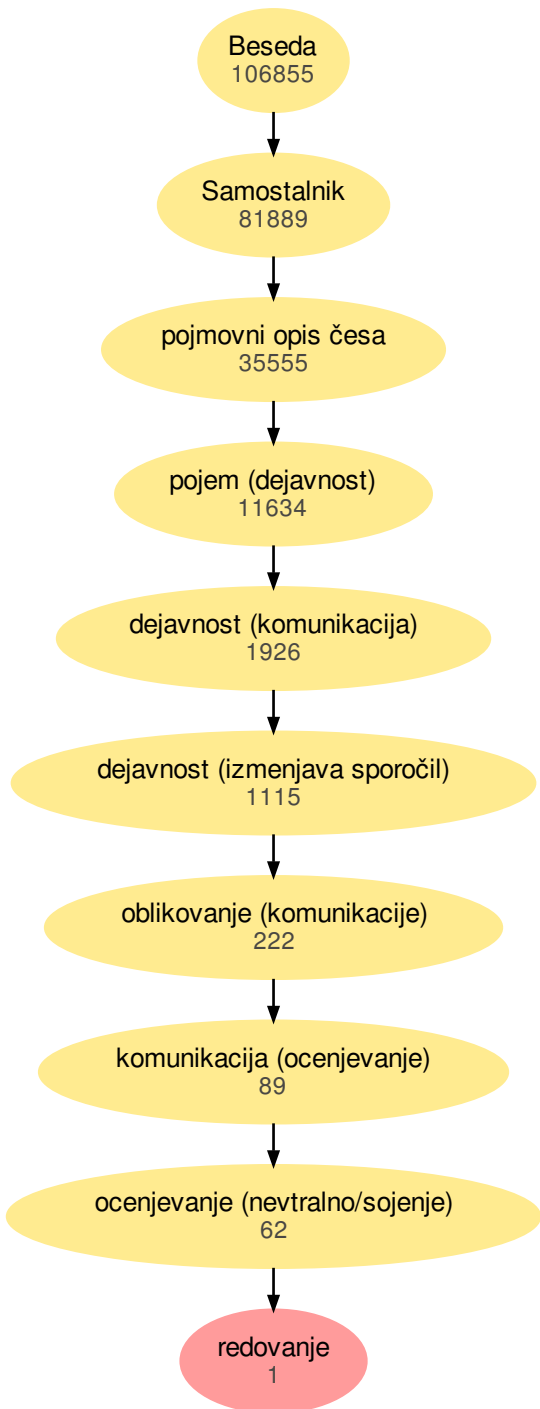 Beseda
106855
Samostalnik
81889
pojmovni opis česa
35555
pojem (dejavnost)
11634
dejavnost (komunikacija)
1926
dejavnost (izmenjava sporočil)
1115
oblikovanje (komunikacije)
222
komunikacija (ocenjevanje)
89
ocenjevanje (nevtralno/sojenje)
62
redovanje
1